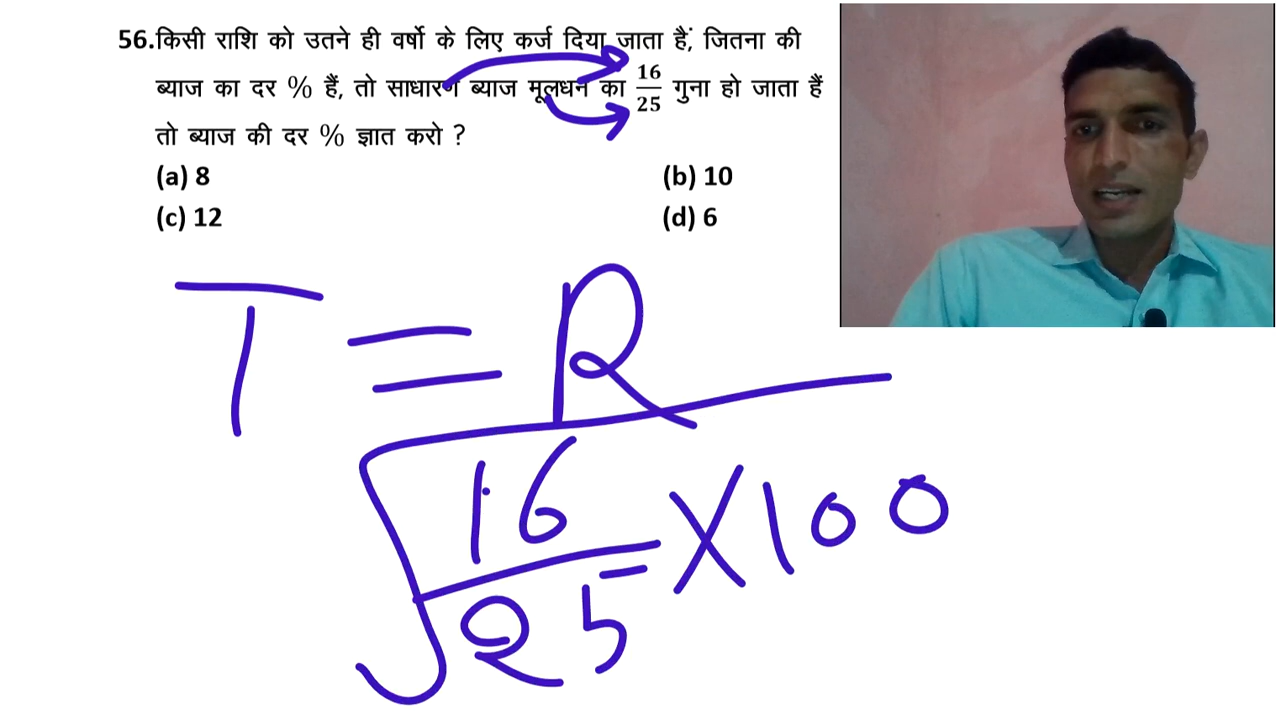 56.किसी राशि को उतने ही वर्षो के लिए कर्ज दिया जाता है, जितना की
ब्याज का दर % हैं, तो साधारण ब्याज मूलधन का 16/25 गुना हो जाता हैं
तो ब्याज की दर % ज्ञात करो ?
(a) 8 (b) 10
(c) 12 (d) 6
T = R
√16/25 × 100